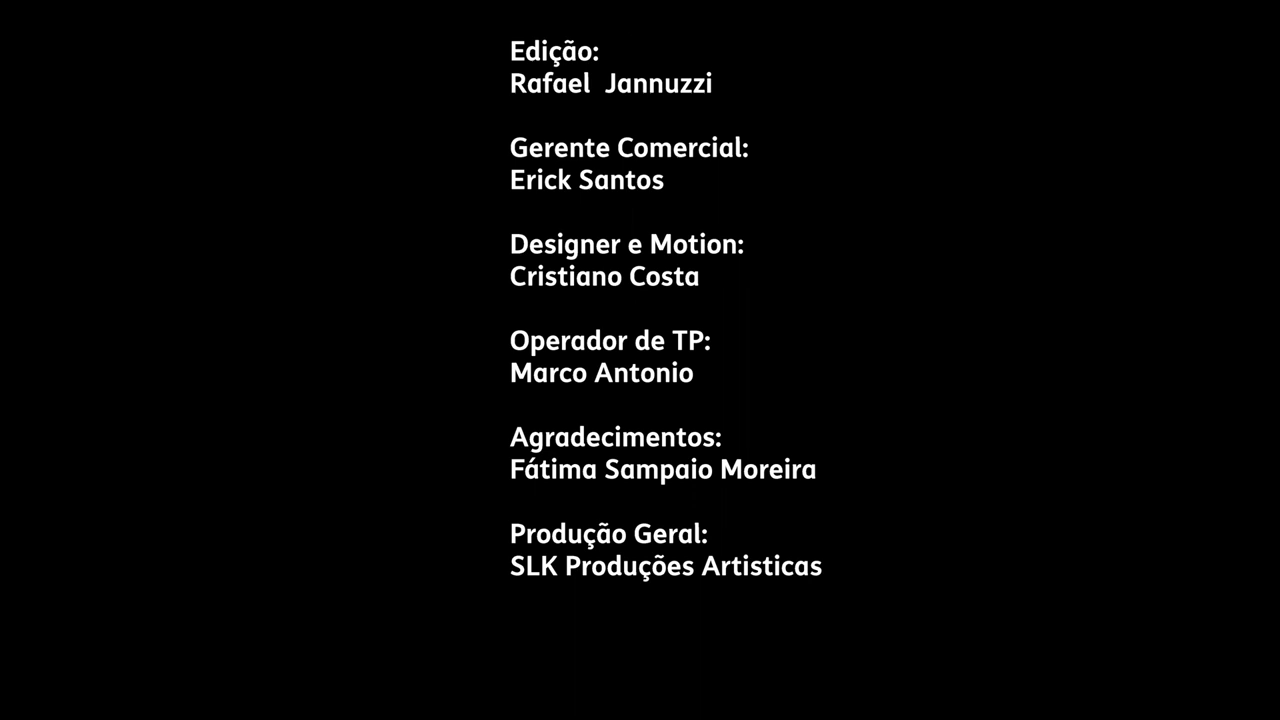 Edição:
Rafael  Jannuzzi
Gerente Comercial:
Erick Santos
Designer e Motion:
Cristiano Costa
Operador de TP:
Marco Antonio
Agradecimentos:
Fátima Sampaio Moreira
Produção Geral:
SLK Produções Artisticas